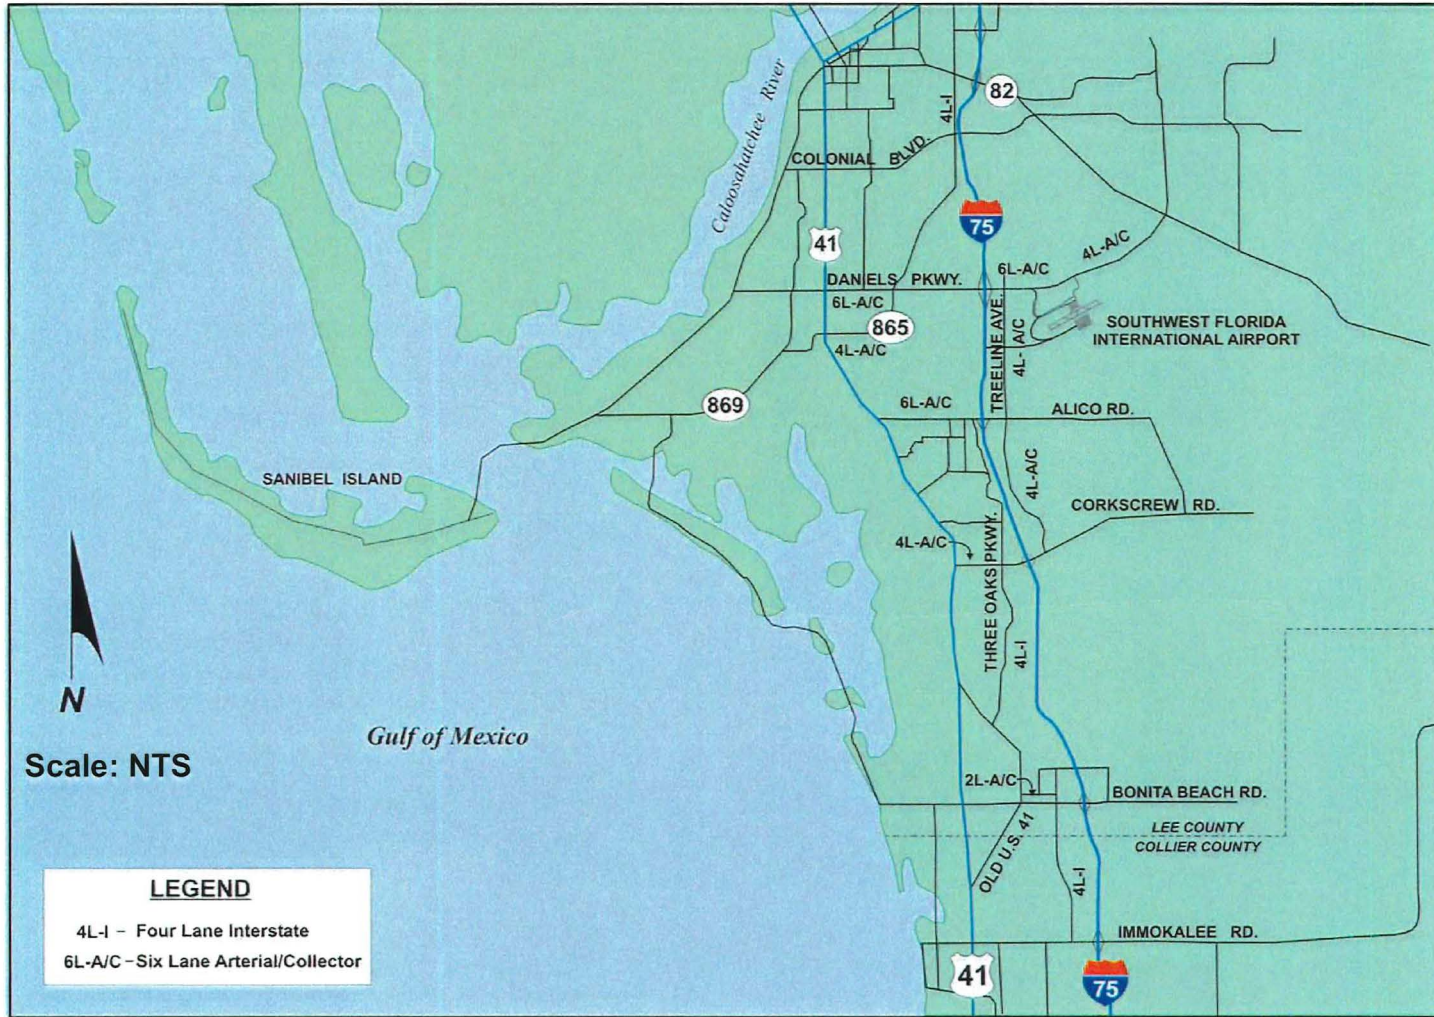 Caloosahatchee River
4L-I
82
COLONIAL BLVD.
75
41
4L-A/C
6L-A/C
DANIELS PKWY.
6L-A/C
865
4L-A/C
TREELINE AVE.
4L- A/C
SOUTHWEST FLORIDA
INTERNATIONAL AIRPORT
869
6L-A/C
ALICO RD.
4L-A/C
SANIBEL ISLAND
CORKSCREW RD.
4L-A/C
THREE OAKS PKWY.
4L-I
N
Gulf of Mexico
Scale: NTS
2L-A/C
BONITA BEACH RD.
OLD U.S. 41
LEE COUNTY
COLLIER COUNTY
4L-I
LEGEND
4L-I – Four Lane Interstate
6L-A/C – Six Lane Arterial/Collector
IMMOKALEE RD.
41
75